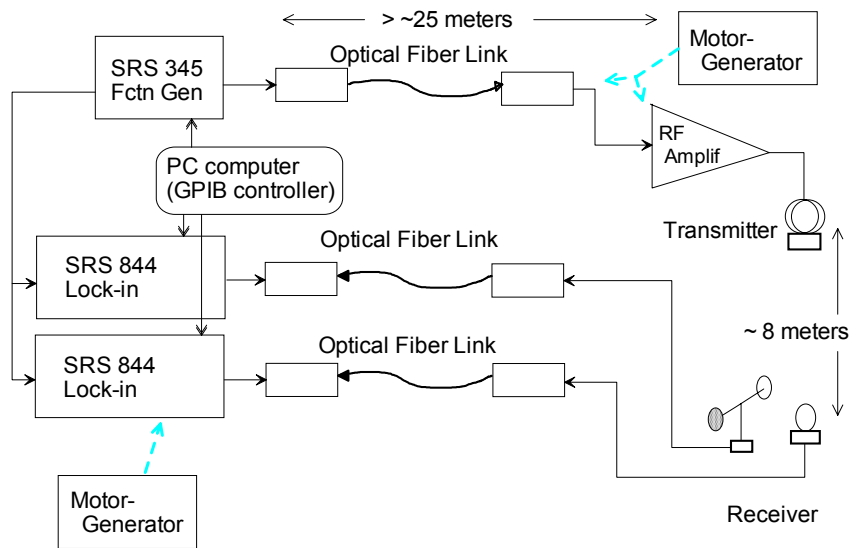 > ~25 meters
Optical Fiber Link
SRS 345
Fctn Gen
Motor-
Generator
RF
Amplif
PC computer
(GPIB controller)
Transmitter
Optical Fiber Link
SRS 844
Lock-in
~ 8 meters
Optical Fiber Link
SRS 844
Lock-in
Motor-
Generator
Receiver